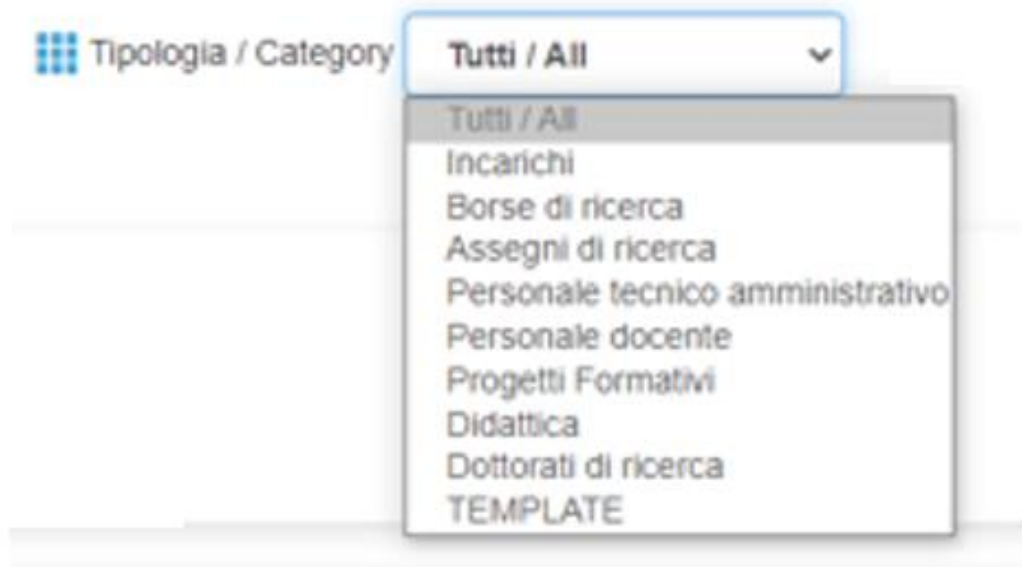 Tipologia / Category Tutti / All
Tutti / All
Incarichi
Borse di ricerca
Assegni di ricerca
Personale tecnico amministrativo
Personale docente
Progetti Formativi
Didattica
Dottorati di ricerca
TEMPLATE